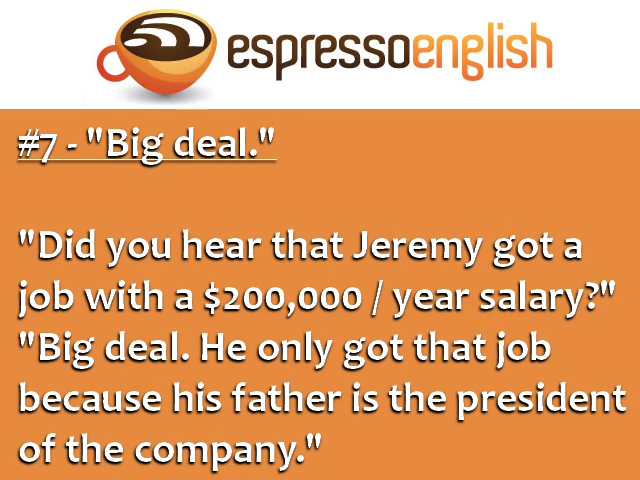 espressoenglish
#7 - "Big deal."
"Did you hear that Jeremy got a
job with a $200,000 / year salary?"
"Big deal. He only got that job
because his father is the president
of the company."